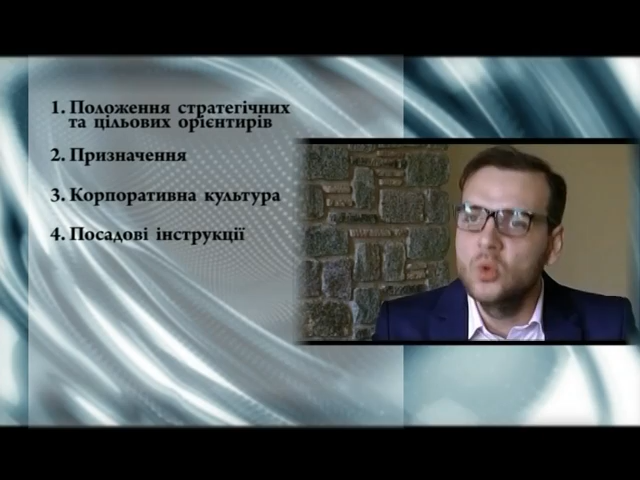 1. Положення стратегічних
та цільових орієнтирів
2. Призначення
3. Корпоративна культура
4. Посадові інструкції